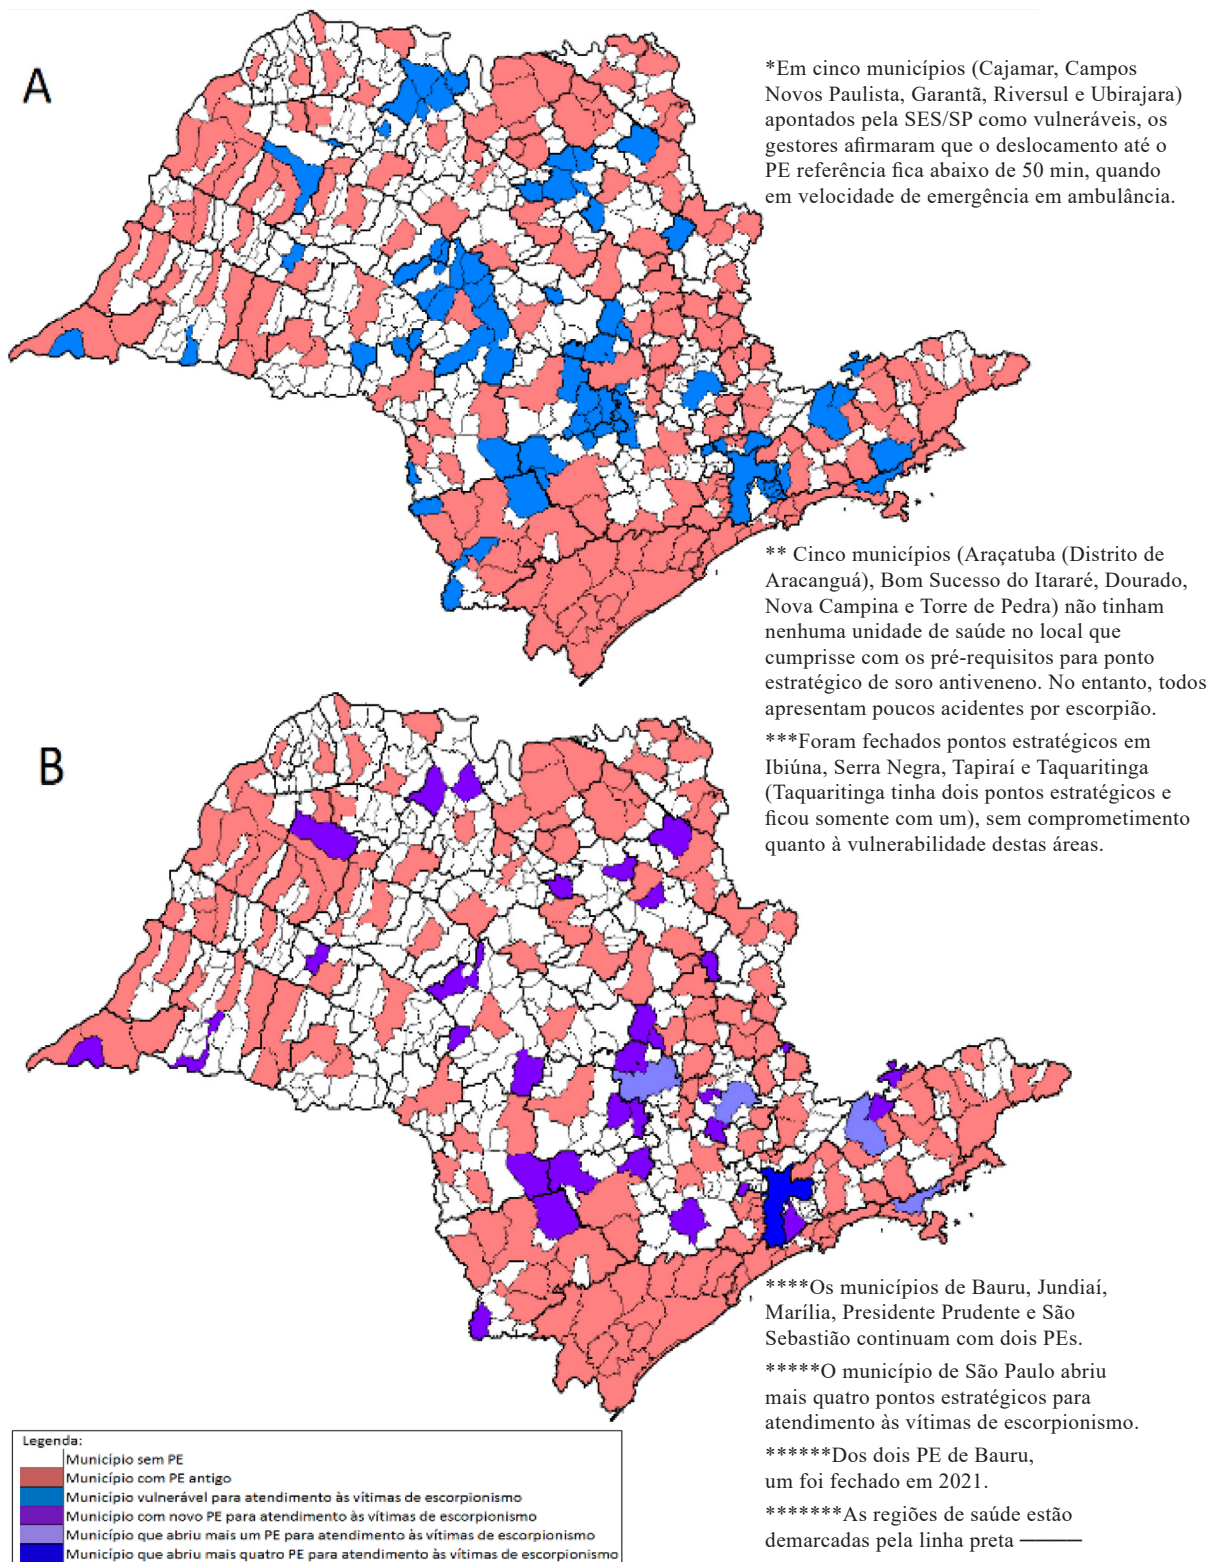 A
*Em cinco municípios (Cajamar, Campos
Novos Paulista, Garantã, Riversul e Ubirajara)
apontados pela SES/SP como vulneráveis, os
gestores afirmaram que o deslocamento até o
PE referência fica abaixo de 50 min, quando
em velocidade de emergência em ambulância.
** Cinco municípios (Araçatuba (Distrito de
Aracanguá), Bom Sucesso do Itararé, Dourado,
Nova Campina e Torre de Pedra) não tinham
nenhuma unidade de saúde no local que
cumprisse com os pré-requisitos para ponto
estratégico de soro antiveneno. No entanto, todos
apresentam poucos acidentes por escorpião.
B
***Foram fechados pontos estratégicos em
Ibiúna, Serra Negra, Tapiraí e Taquaritinga
(Taquaritinga tinha dois pontos estratégicos e
ficou somente com um), sem comprometimento
quanto à vulnerabilidade destas áreas.
****Os municípios de Bauru, Jundiaí,
Marília, Presidente Prudente e São
Sebastião continuam com dois PEs.
*****O município de São Paulo abriu
mais quatro pontos estratégicos para
atendimento às vítimas de escorpionismo.
******Dos dois PE de Bauru,
um foi fechado em 2021.
*******As regiões de saúde estão
demarcadas pela linha preta ———
Legenda:
Município sem PE
Município com PE antigo
Município vulnerável para atendimento às vítimas de escorpionismo
Município com novo PE para atendimento às vítimas de escorpionismo
Município que abriu mais um PE para atendimento às vítimas de escorpionismo
Município que abriu mais quatro PE para atendimento às vítimas de escorpionismo